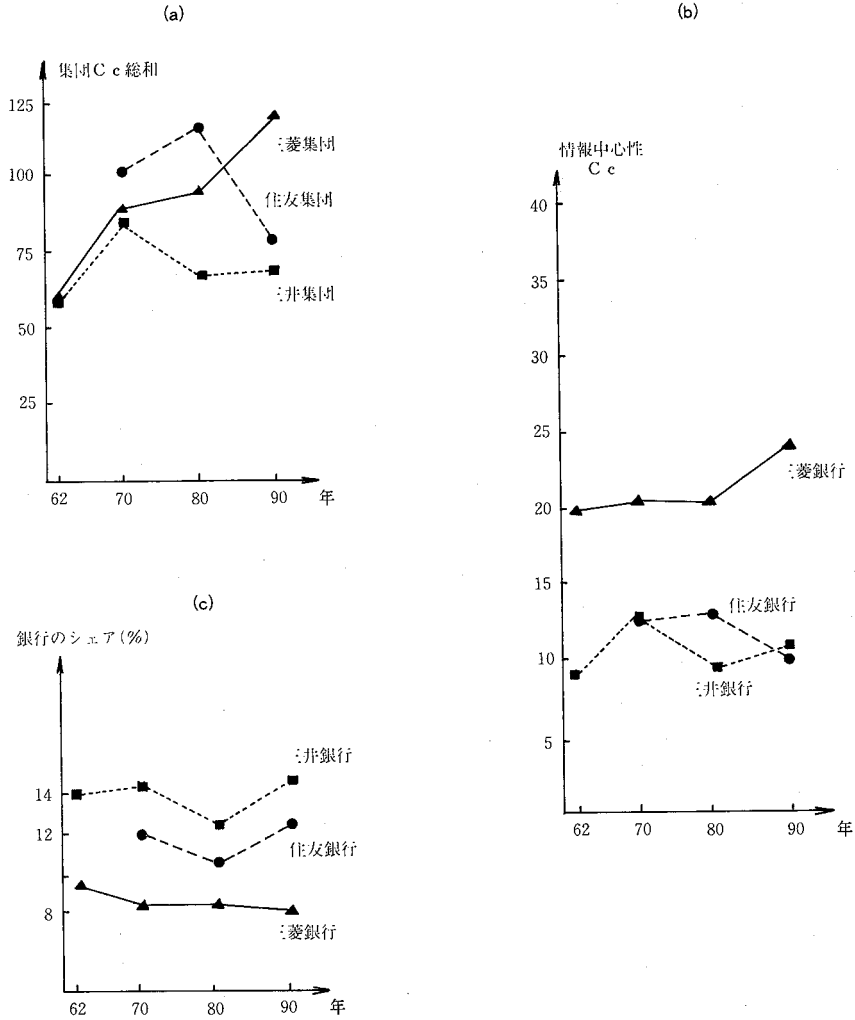 (a)
集団Ｃｃ総和
125
100
75
50
25
三菱集団
住友集団
三井集団
62 70 80 90 年
(b)
情報中心性
Ｃｃ
40
35
30
25
20
15
10
5
三菱銀行
住友銀行
三井銀行
62 70 80 90 年
(c)
銀行のシェア(%)
14
12
8
三井銀行
住友銀行
三菱銀行
62 70 80 90 年